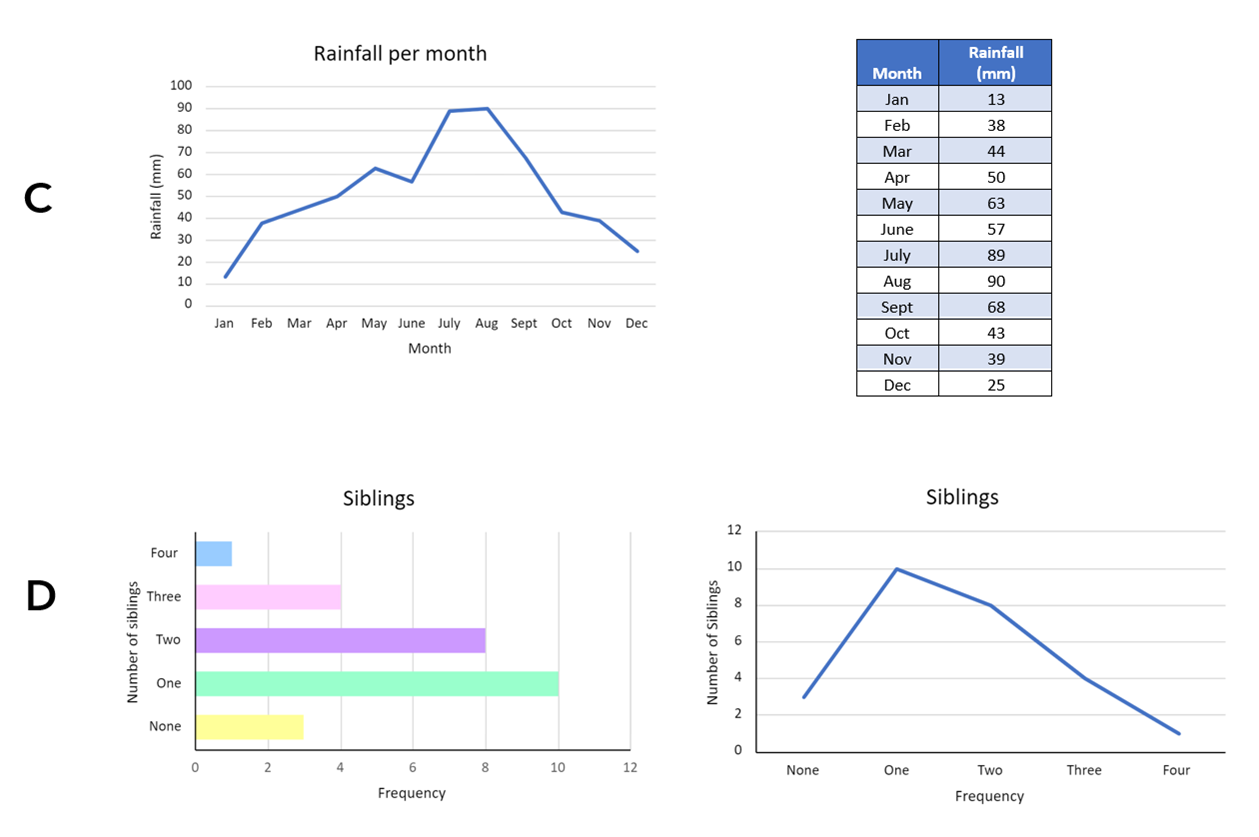 C
Rainfall per month
Rainfall (mm)
100
90
80
70
60
50
40
30
20
10
0
Jan Feb Mar Apr May June July Aug Sept Oct Nov Dec
Month
Month Rainfall (mm)
Jan 13
Feb 38
Mar 44
Apr 50
May 63
June 57
July 89
Aug 90
Sept 68
Oct 43
Nov 39
Dec 25
D
Siblings
Number of siblings
Four
Three
Two
One
None
0 2 4 6 8 10 12
Frequency
Siblings
Number of Siblings
12
10
8
6
4
2
0
None One Two Three Four
Frequency